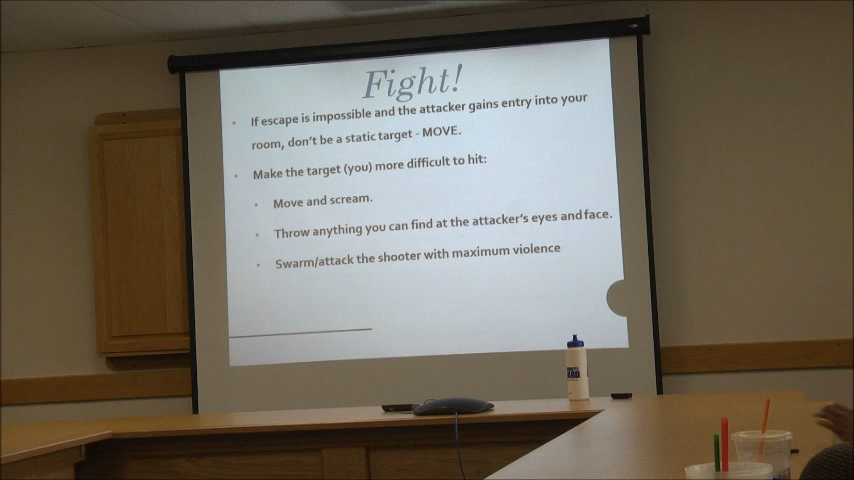 Fight!
If escape is impossible and the attacker gains entry into your
room, don't be a static target - MOVE.
Make the target (you) more difficult to hit:
Move and scream.
Throw anything you can find at the attacker's eyes and face.
Swarm/attack the shooter with maximum violence